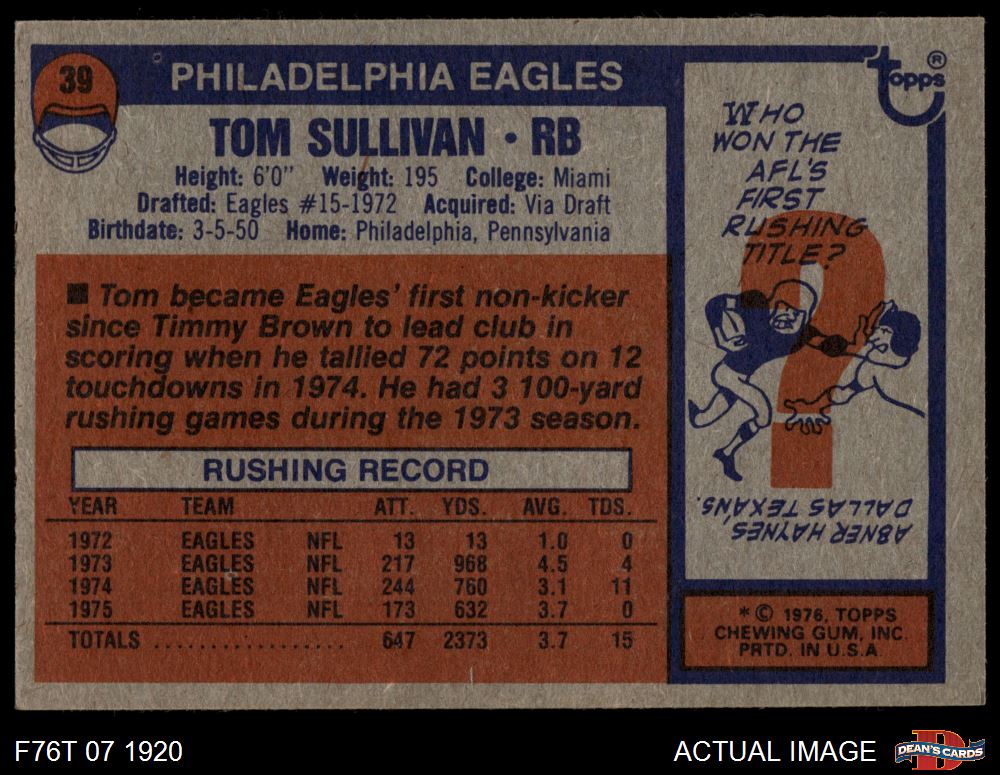 39
PHILADELPHIA EAGLES
TOM SULLIVAN • RB
Height: 6'0" Weight: 195 College: Miami
Drafted: Eagles #15-1972 Acquired: Via Draft
Birthdate: 3-5-50 Home: Philadelphia, Pennsylvania
■ Tom became Eagles' first non-kicker
since Timmy Brown to lead club in
scoring when he tallied 72 points on 12
touchdowns in 1974. He had 3 100-yard
rushing games during the 1973 season.
RUSHING RECORD
YEAR TEAM ATT. YDS. AVG. TDS.
1972 EAGLES NFL 13 13 1.0 0
1973 EAGLES NFL 217 968 4.5 4
1974 EAGLES NFL 244 760 3.1 11
1975 EAGLES NFL 173 632 3.7 0
TOTALS .................. 647 2373 3.7 15
topps ®
WHO
WON THE
AFL'S
FIRST
RUSHING
TITLE?
ABNER HAYNES,
DALLAS TEXANS.
* © 1976, TOPPS
CHEWING GUM, INC.
PRTD. IN U.S.A.
F76T 07 1920
ACTUAL IMAGE
D
DEAN'S CARDS